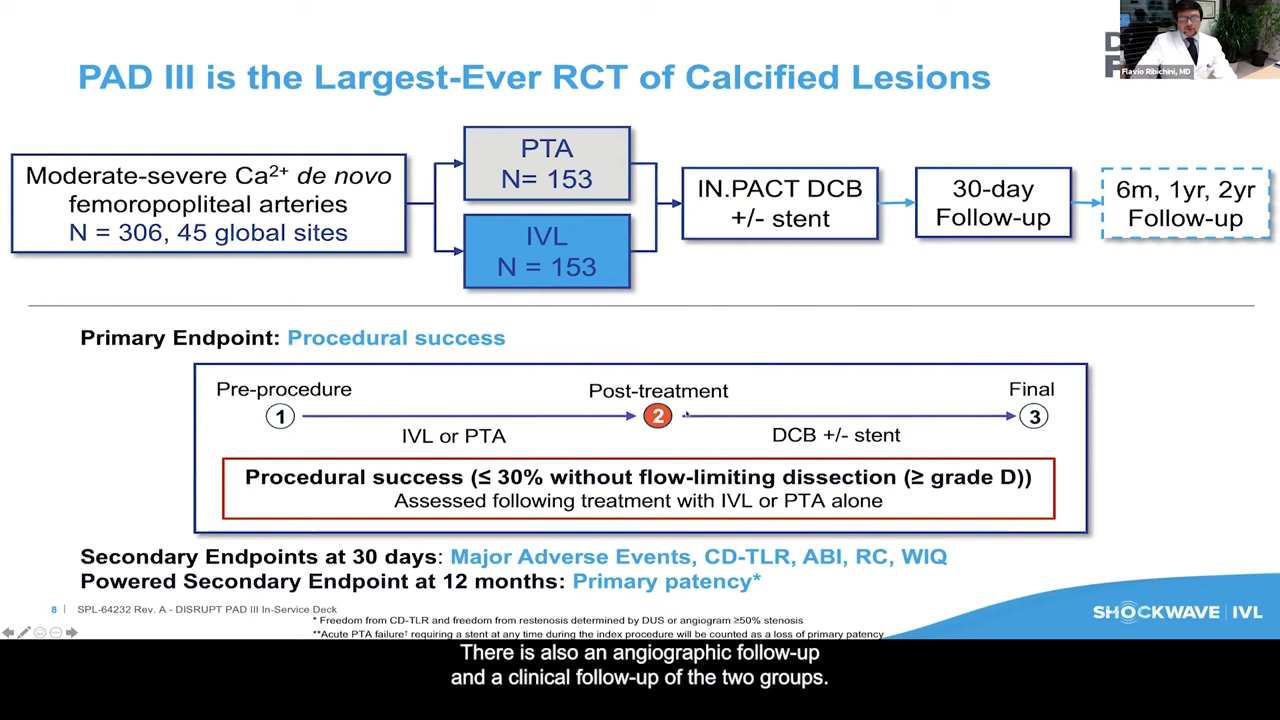 PAD III is the Largest-Ever RCT of Calcified Lesions
Flavio Ribichini, MD
Moderate-severe Ca²⁺ de novo
femoropopliteal arteries
N = 306, 45 global sites
PTA
N= 153
IVL
N = 153
IN.PACT DCB
+/- stent
30-day
Follow-up
6m, 1yr, 2yr
Follow-up
Primary Endpoint: Procedural success
Pre-procedure
Post-treatment
Final
1
2
3
IVL or PTA
DCB +/- stent
Procedural success (≤ 30% without flow-limiting dissection (≥ grade D))
Assessed following treatment with IVL or PTA alone
Secondary Endpoints at 30 days: Major Adverse Events, CD-TLR, ABI, RC, WIQ
Powered Secondary Endpoint at 12 months: Primary patency*
8 | SPL-64232 Rev. A - DISRUPT PAD III In-Service Deck
* Freedom from CD-TLR and freedom from restenosis determined by DUS or angiogram ≥50% stenosis
**Acute PTA failure† requiring a stent at any time during the index procedure will be counted as a loss of primary patency
SHOCKWAVE | IVL
There is also an angiographic follow-up
and a clinical follow-up of the two groups.